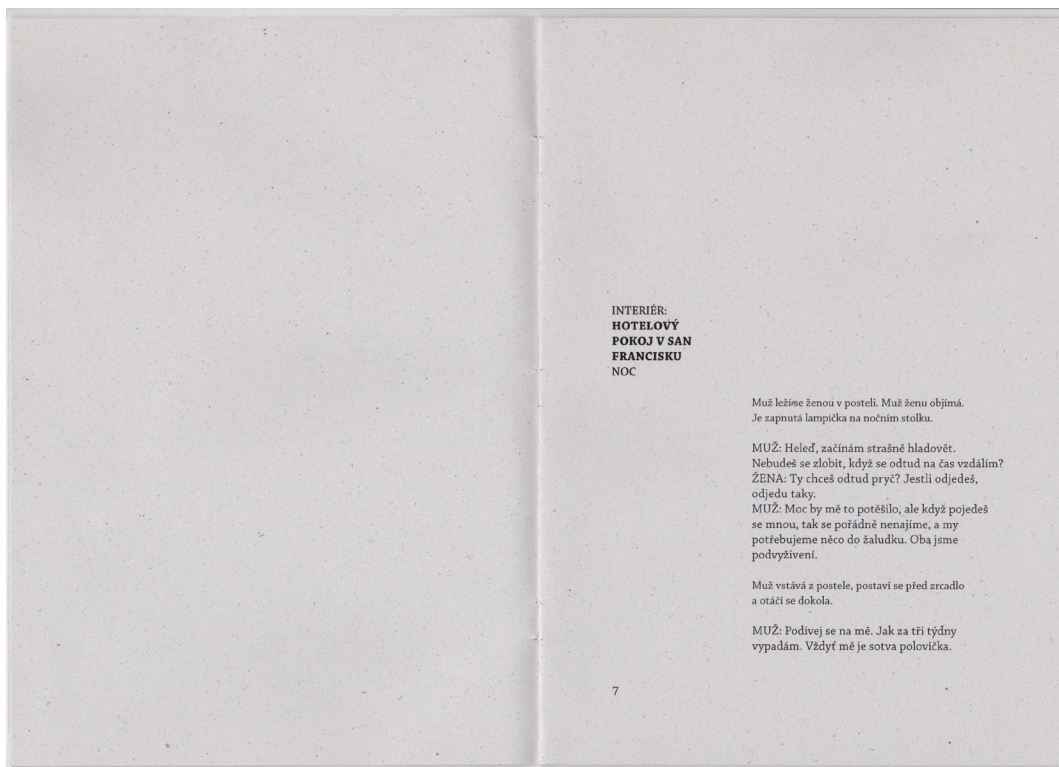 INTERIÉR:
HOTELOVÝ
POKOJ V SAN
FRANCISKU
NOC
Muž leží se ženou v posteli. Muž ženu objímá.
Je zapnutá lampička na nočním stolku.
MUŽ: Heleď, začínám strašně hladovět.
Nebudeš se zlobit, když se odtud na čas vzdálím?
ŽENA: Ty chceš odtud pryč? Jestli odjedeš,
odjedu taky.
MUŽ: Moc by mě to potěšilo, ale když pojedeš
se mnou, tak se pořádně nenajíme, a my
potřebujeme něco do žaludku. Oba jsme
podvyživení.
Muž vstává z postele, postaví se před zrcadlo
a otáčí se dokola.
MUŽ: Podívej se na mě. Jak za tři týdny
vypadám. Vždyť mě je sotva polovička.
7